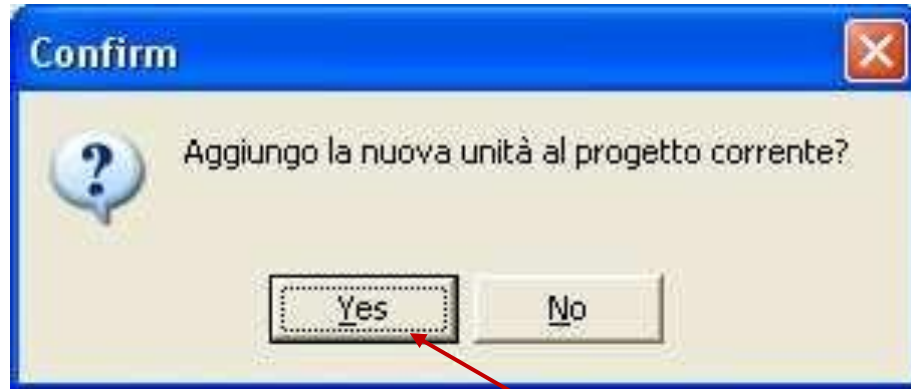 Confirm
Aggiungo la nuova unità al progetto corrente?
Yes No